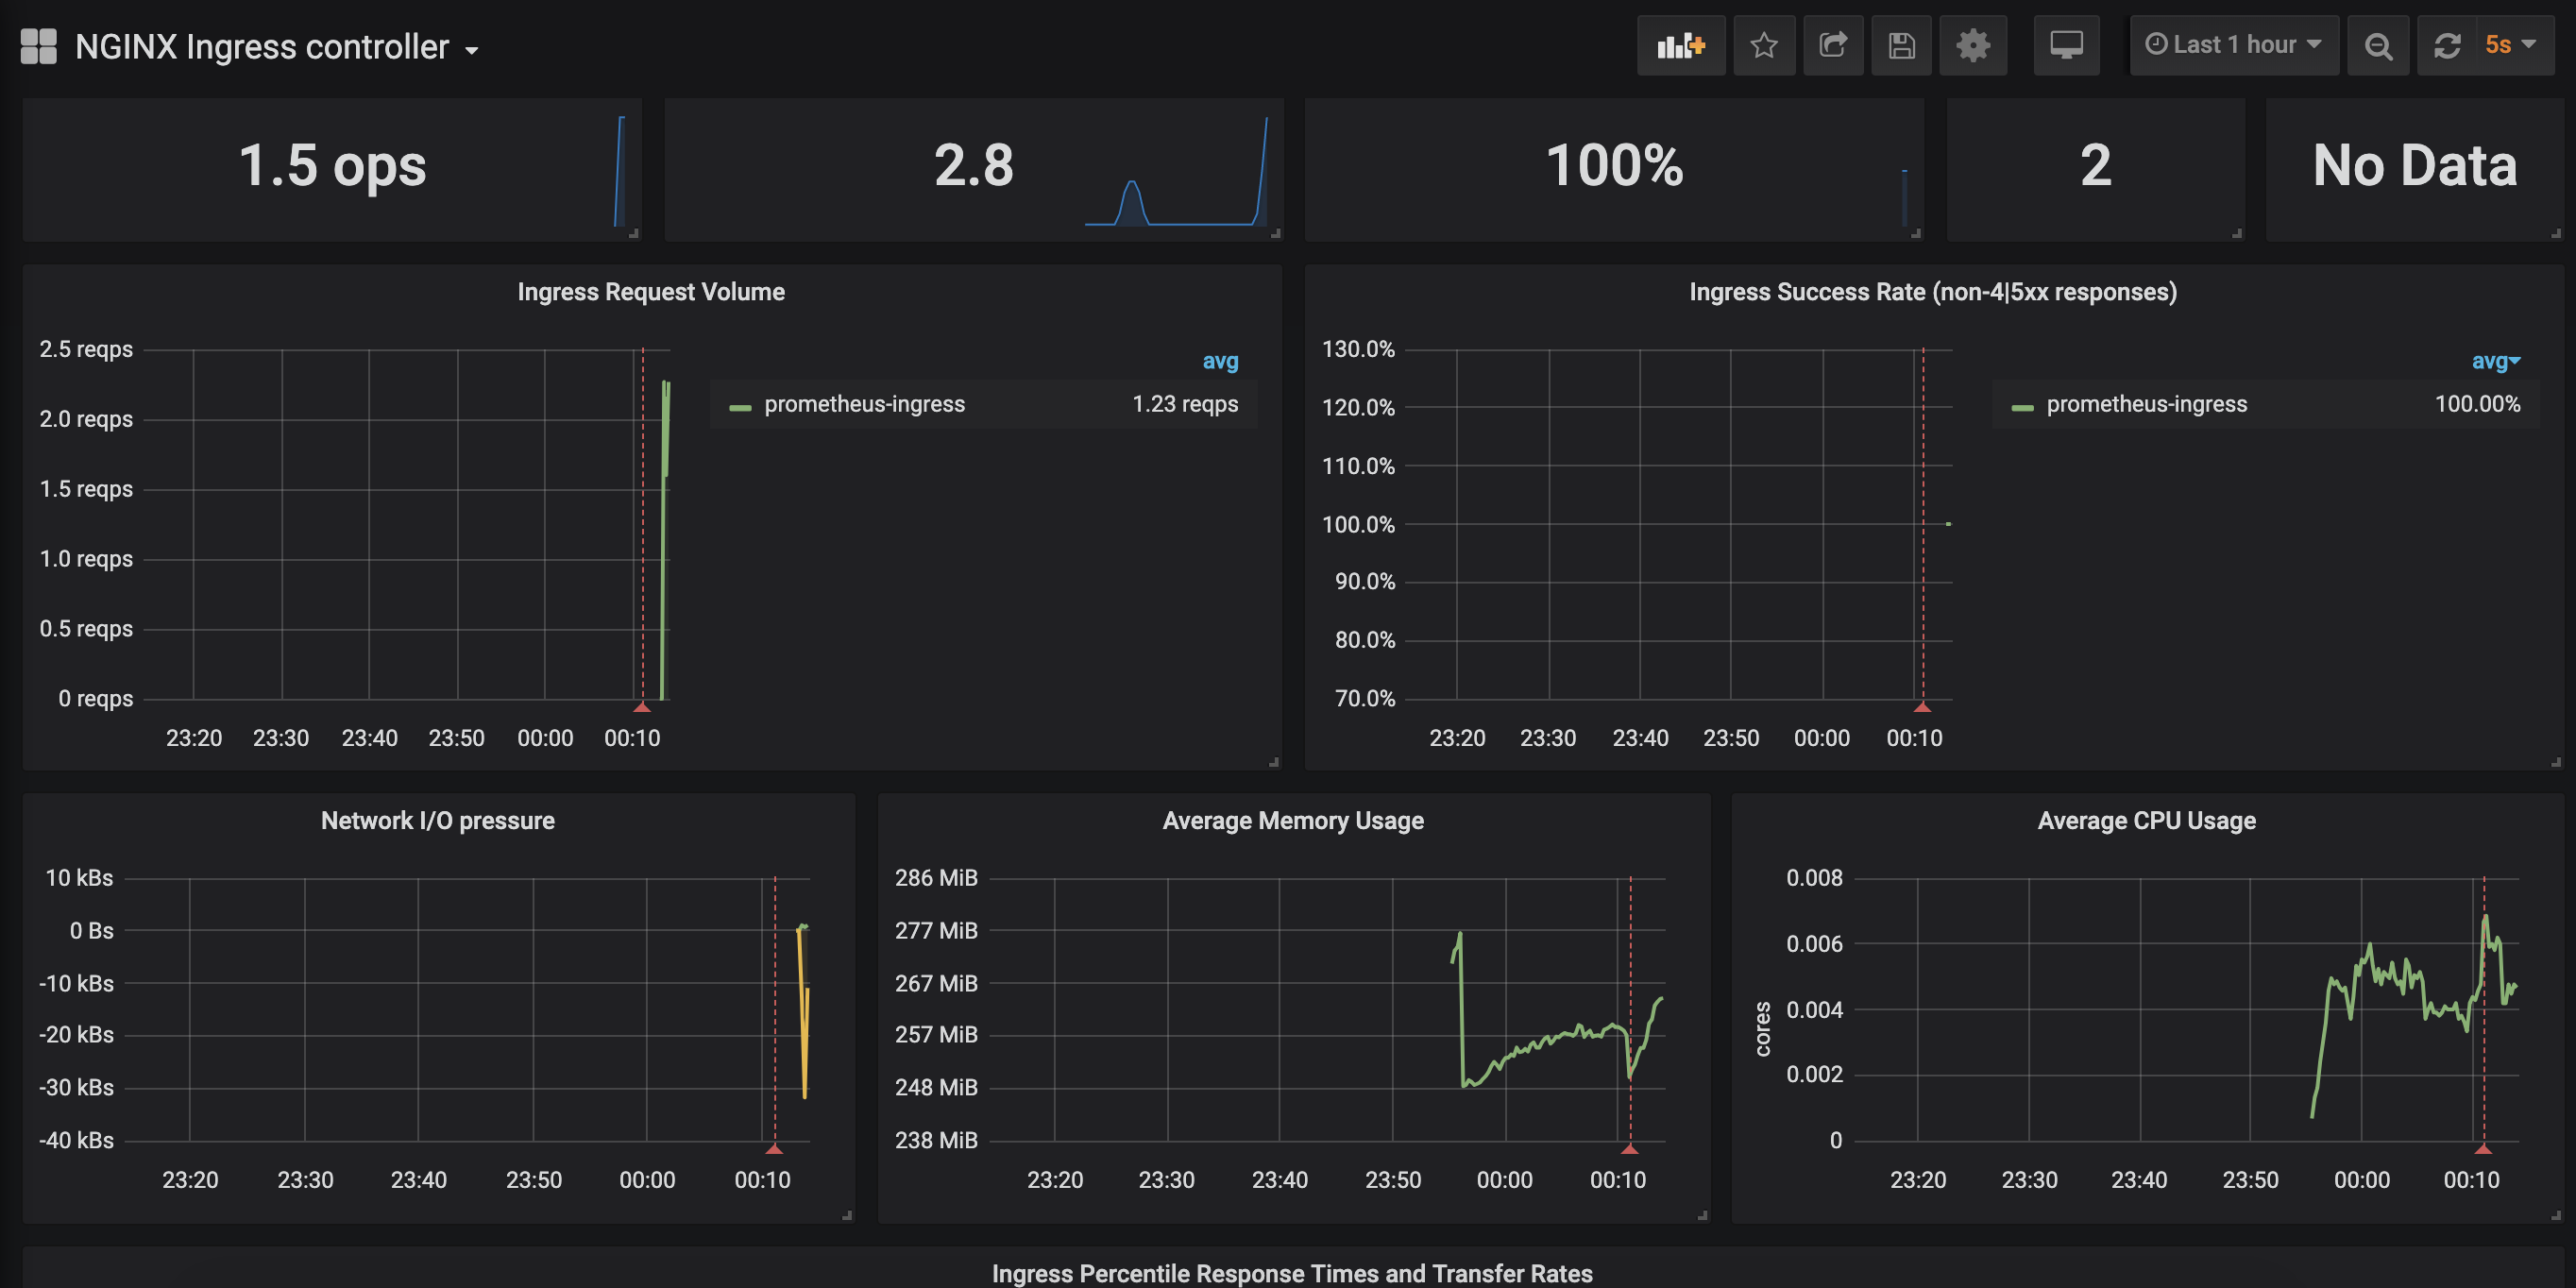 NGINX Ingress controller
Last 1 hour
5s
1.5 ops
2.8
100%
2
No Data
Ingress Request Volume
2.5 reqps
2.0 reqps
1.5 reqps
1.0 reqps
0.5 reqps
0 reqps
23:20 23:30 23:40 23:50 00:00 00:10
avg
prometheus-ingress 1.23 reqps
Ingress Success Rate (non-4|5xx responses)
130.0%
120.0%
110.0%
100.0%
90.0%
80.0%
70.0%
23:20 23:30 23:40 23:50 00:00 00:10
avg
prometheus-ingress 100.00%
Network I/O pressure
10 kBs
0 Bs
-10 kBs
-20 kBs
-30 kBs
-40 kBs
23:20 23:30 23:40 23:50 00:00 00:10
Average Memory Usage
286 MiB
277 MiB
267 MiB
257 MiB
248 MiB
238 MiB
23:20 23:30 23:40 23:50 00:00 00:10
Average CPU Usage
cores
0.008
0.006
0.004
0.002
0
23:20 23:30 23:40 23:50 00:00 00:10
Ingress Percentile Response Times and Transfer Rates